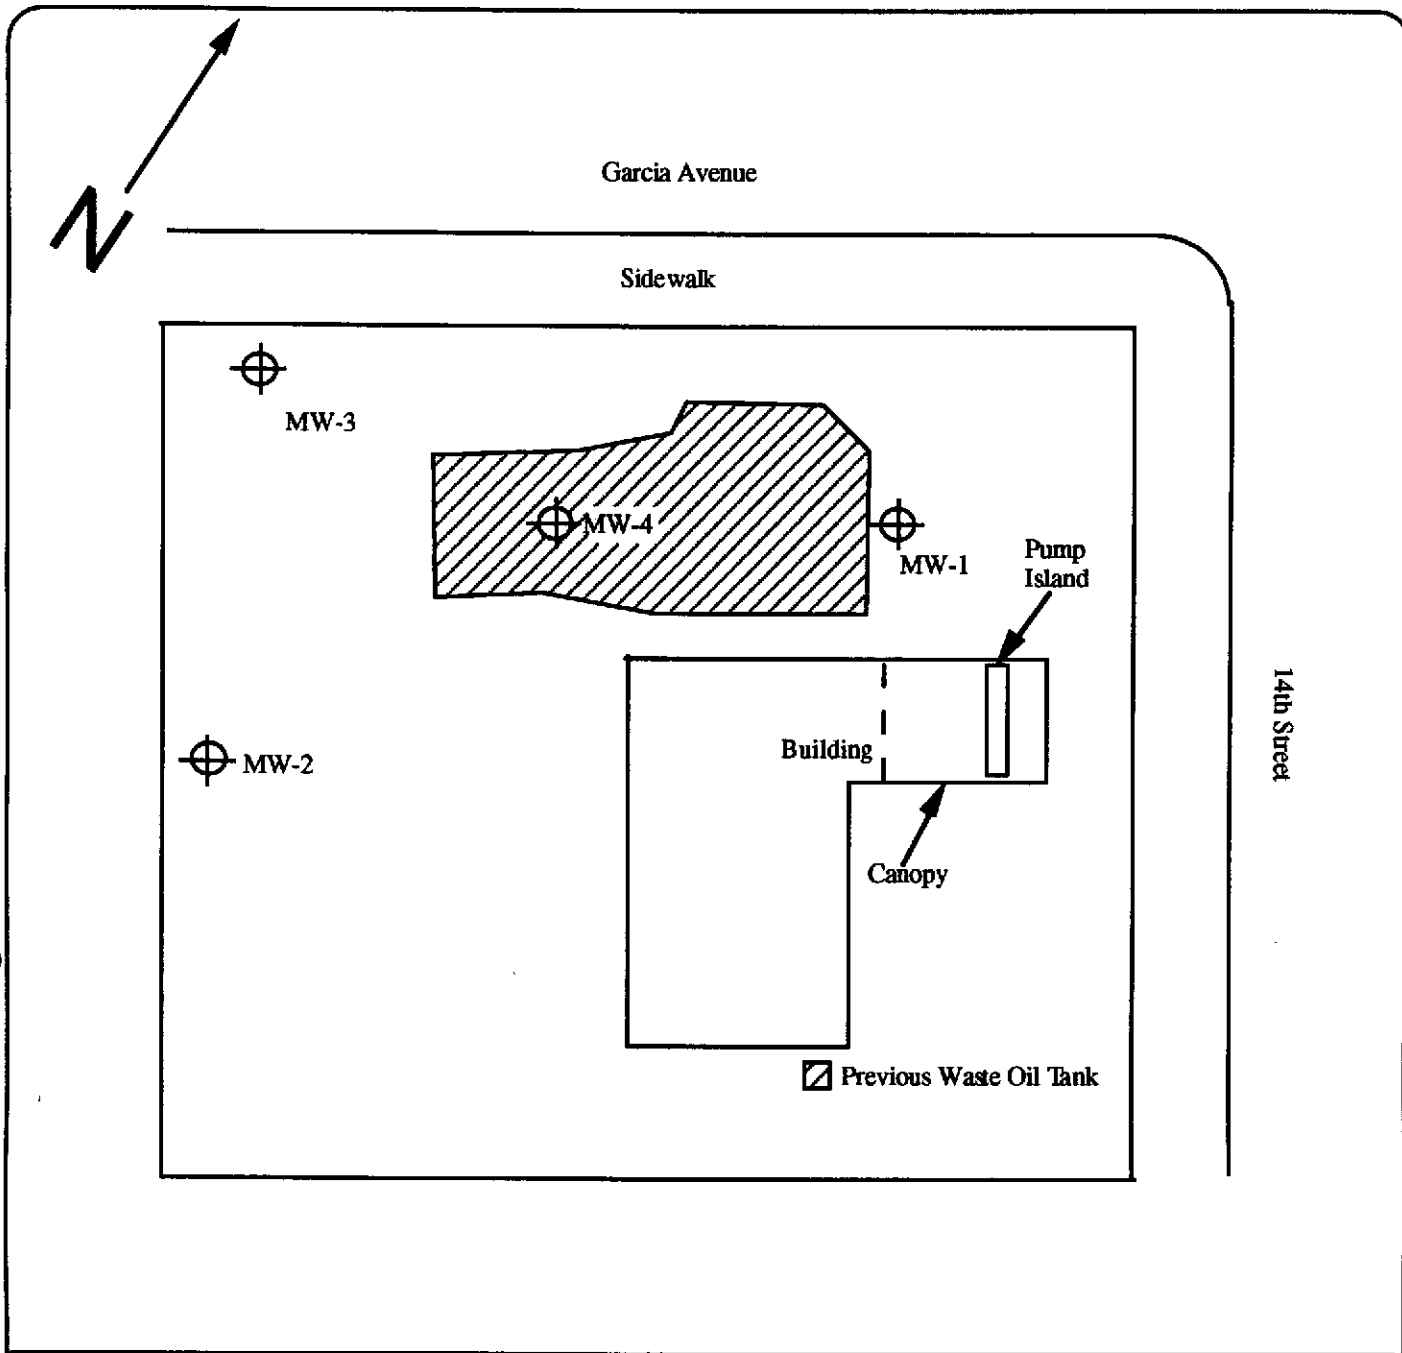 N
Garcia Avenue
Sidewalk
MW-3
MW-4
MW-1
Pump
Island
14th Street
MW-2
Building
Canopy
Previous Waste Oil Tank